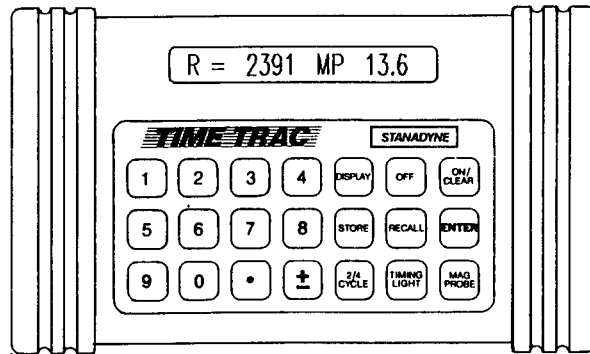 R = 2391 MP 13.6
TIME TRAC STANADYNE
1 2 3 4 DISPLAY OFF ON/CLEAR
5 6 7 8 STORE RECALL ENTER
9 0 • ± 2/4 CYCLE TIMING LIGHT MAG PROBE